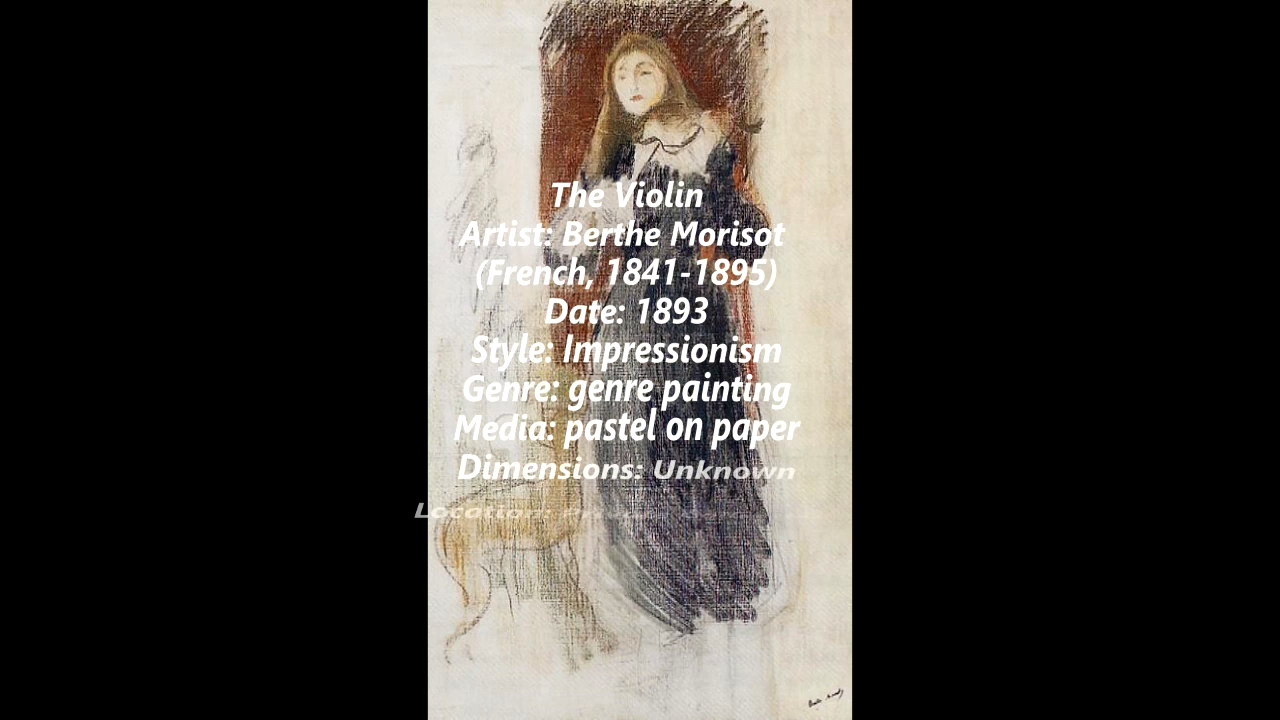 The Violin
Artist: Berthe Morisot
(French, 1841-1895)
Date: 1893
Style: Impressionism
Genre: genre painting
Media: pastel on paper
Dimensions: Unknown
Location: